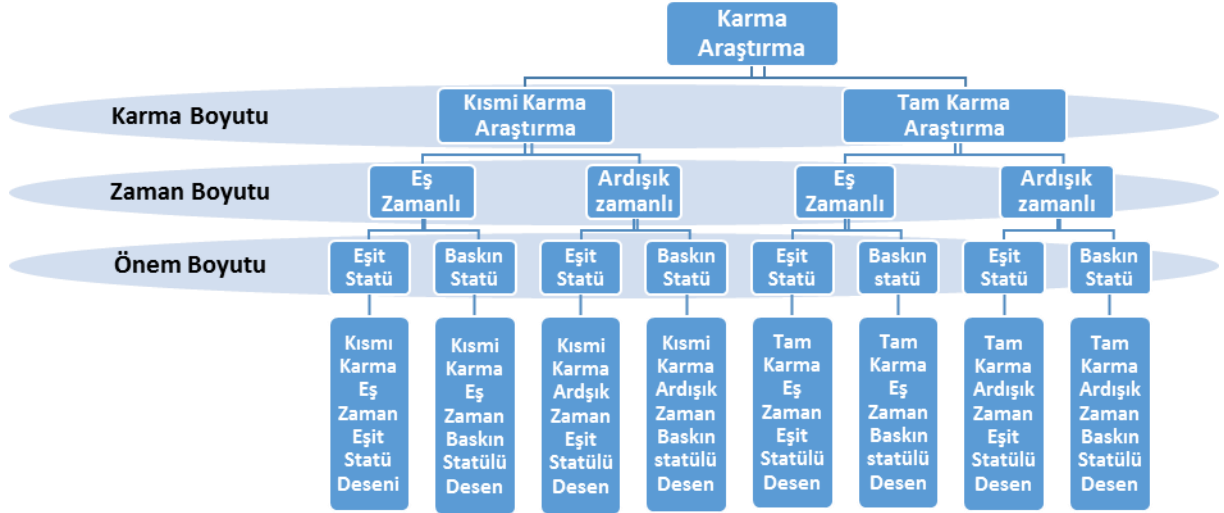 Karma
Araştırma
Karma Boyutu
Kısmi Karma
Araştırma
Tam Karma
Araştırma
Zaman Boyutu
Eş
Zamanlı
Ardışık
zamanlı
Eş
Zamanlı
Ardışık
zamanlı
Önem Boyutu
Eşit
Statü
Baskın
Statü
Eşit
Statü
Baskın
Statü
Eşit
Statü
Baskın
statü
Eşit
Statü
Baskın
Statü
Kısmı
Karma
Eş
Zaman
Eşit
Statü
Deseni
Kısmi
Karma
Eş
Zaman
Baskın
Statülü
Desen
Kısmi
Karma
Ardşık
Zaman
Eşit
Statülü
Desen
Kısmi
Karma
Ardışık
Zaman
Baskın
statülü
Desen
Tam
Karma
Eş
Zaman
Eşit
Statülü
Desen
Tam
Karma
Eş
Zaman
Baskın
statülü
Desen
Tam
Karma
Ardışık
Zaman
Eşit
Statülü
Desen
Tam
Karma
Ardışık
Zaman
Baskın
Statülü
Desen